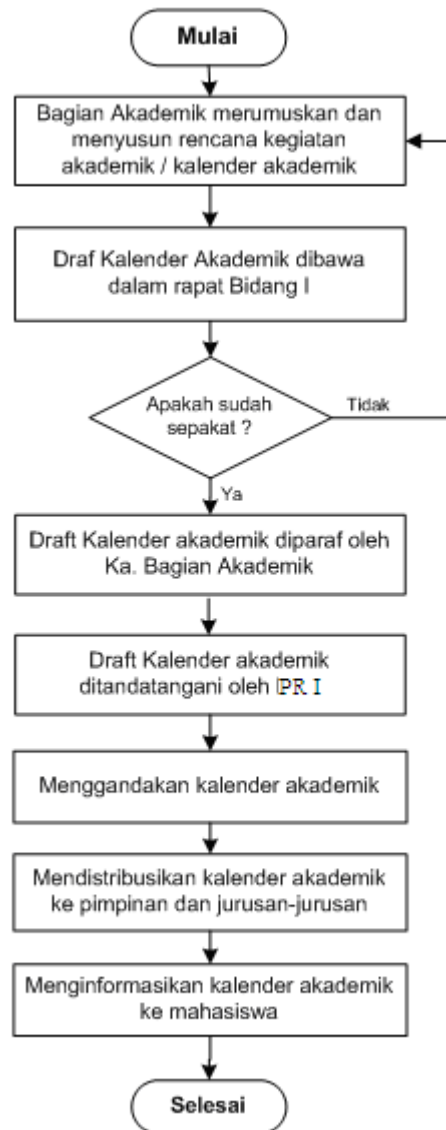 Mulai
Bagian Akademik merumuskan dan
menyusun rencana kegiatan
akademik / kalender akademik
Draf Kalender Akademik dibawa
dalam rapat Bidang I
Apakah sudah
sepakat ?
Tidak
Ya
Draft Kalender akademik diparaf oleh
Ka. Bagian Akademik
Draft Kalender akademik
ditandatangani oleh PR I
Menggandakan kalender akademik
Mendistribusikan kalender akademik
ke pimpinan dan jurusan-jurusan
Menginformasikan kalender akademik
ke mahasiswa
Selesai